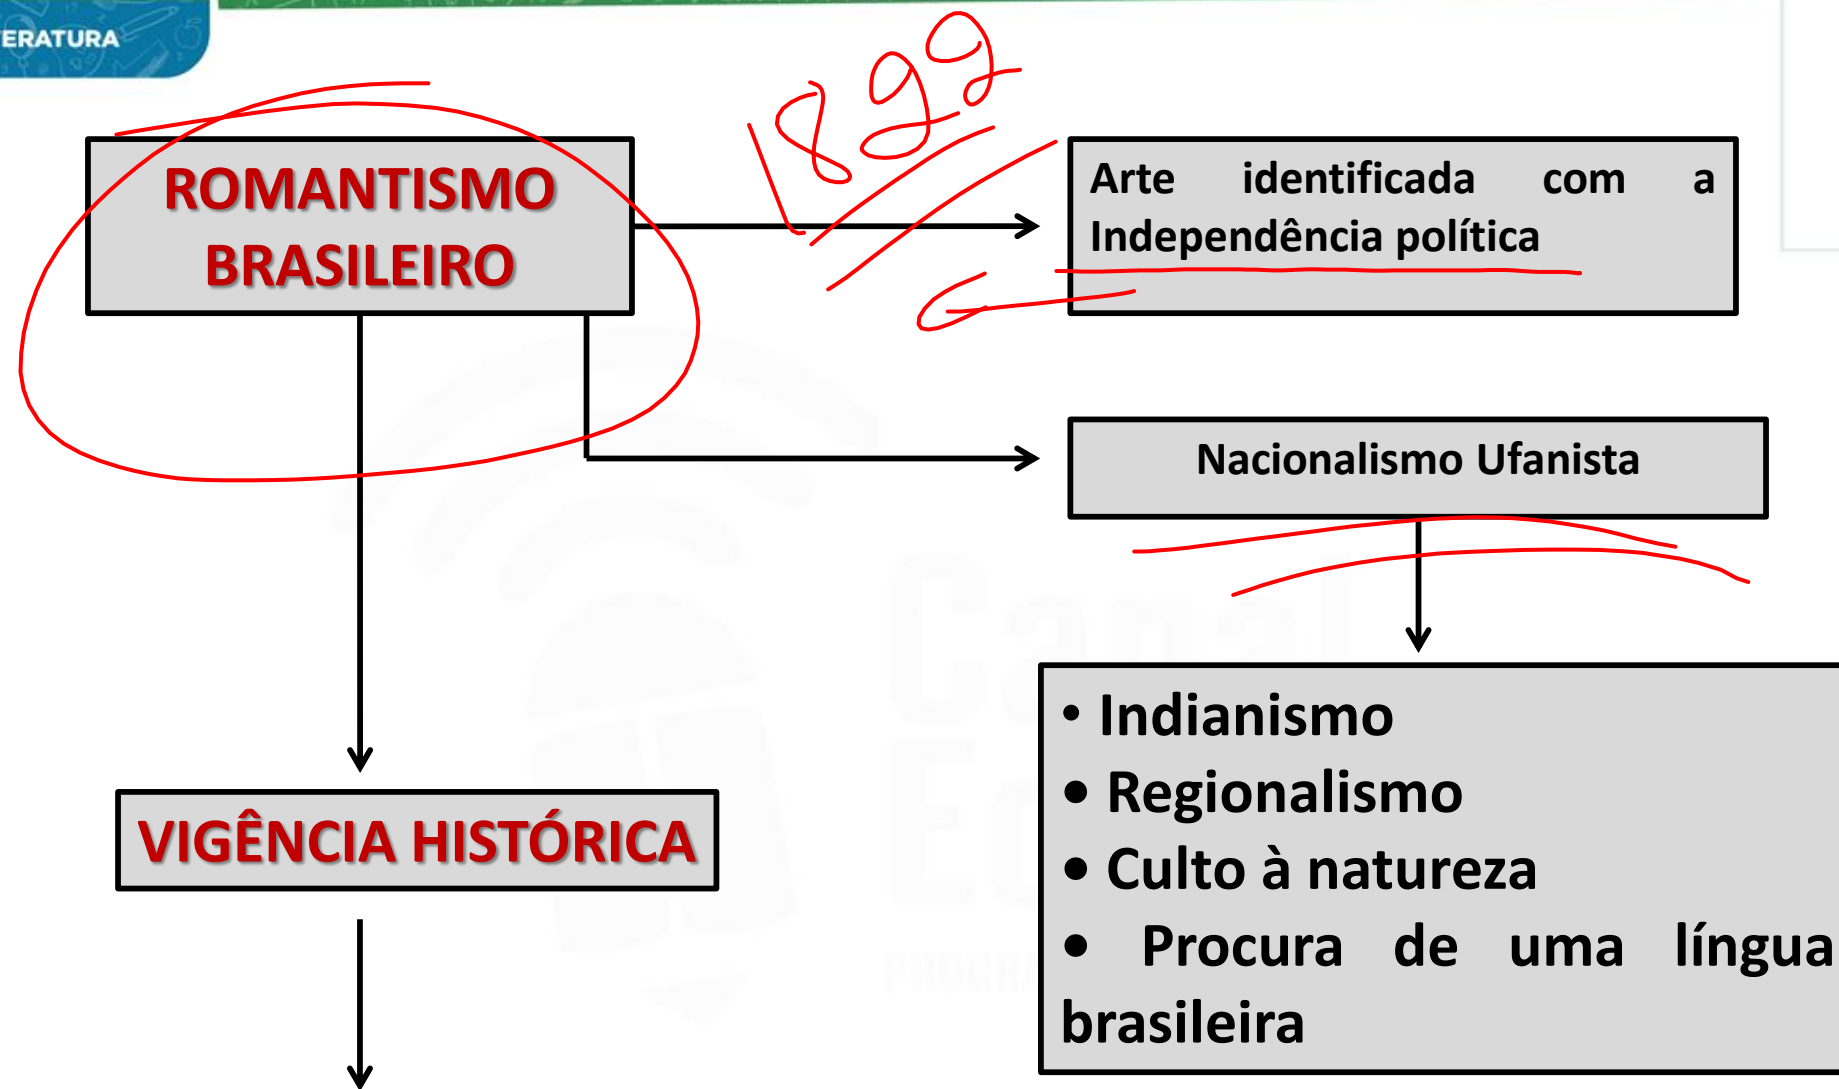 ERATURA
1822
ROMANTISMO
BRASILEIRO
Arte identificada com a
Independência política
Nacionalismo Ufanista
VIGÊNCIA HISTÓRICA
• Indianismo
• Regionalismo
• Culto à natureza
• Procura de uma língua
brasileira